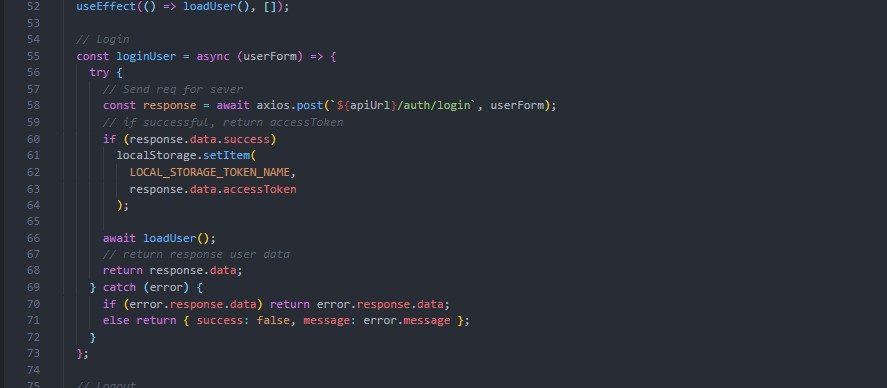 52 useEffect(() => loadUser(), []);
53
54 // Login
55 const loginUser = async (userForm) => {
56 try {
57 // Send req for sever
58 const response = await axios.post(`${apiUrl}/auth/login`, userForm);
59 // if successful, return accessToken
60 if (response.data.success)
61 localStorage.setItem(
62 LOCAL_STORAGE_TOKEN_NAME,
63 response.data.accessToken
64 );
65
66 await loadUser();
67 // return response user data
68 return response.data;
69 } catch (error) {
70 if (error.response.data) return error.response.data;
71 else return { success: false, message: error.message };
72 }
73 };
74
75 // Logout